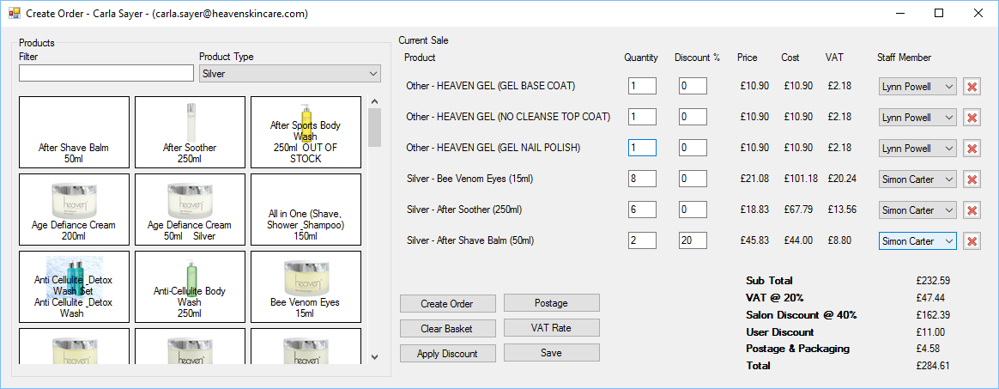 Create Order - Carla Sayer - (carla.sayer@heavenskincare.com)
Products
Filter
Product Type
Silver
After Shave Balm
50ml
After Soother
250ml
After Sports Body
Wash
250ml OUT OF
STOCK
heaven
Age Defiance Cream
200ml
heaven
Age Defiance Cream
50ml Silver
All in One (Shave,
Shower_Shampoo)
150ml
Anti Cellulite_Detox
Wash Set
Anti Cellulite_Detox
Wash
Anti-Cellulite Body
Wash
250ml
heaven
Bee Venom Eyes
15ml
heaven
heaven
heaven
Current Sale
Product Quantity Discount % Price Cost VAT Staff Member
Other - HEAVEN GEL (GEL BASE COAT) 1 0 £10.90 £10.90 £2.18 Lynn Powell
Other - HEAVEN GEL (NO CLEANSE TOP COAT) 1 0 £10.90 £10.90 £2.18 Lynn Powell
Other - HEAVEN GEL (GEL NAIL POLISH) 1 0 £10.90 £10.90 £2.18 Lynn Powell
Silver - Bee Venom Eyes (15ml) 8 0 £21.08 £101.18 £20.24 Simon Carter
Silver - After Soother (250ml) 6 0 £18.83 £67.79 £13.56 Simon Carter
Silver - After Shave Balm (50ml) 2 20 £45.83 £44.00 £8.80 Simon Carter
Create Order Postage
Clear Basket VAT Rate
Apply Discount Save
Sub Total £232.59
VAT @ 20% £47.44
Salon Discount @ 40% £162.39
User Discount £11.00
Postage & Packaging £4.58
Total £284.61